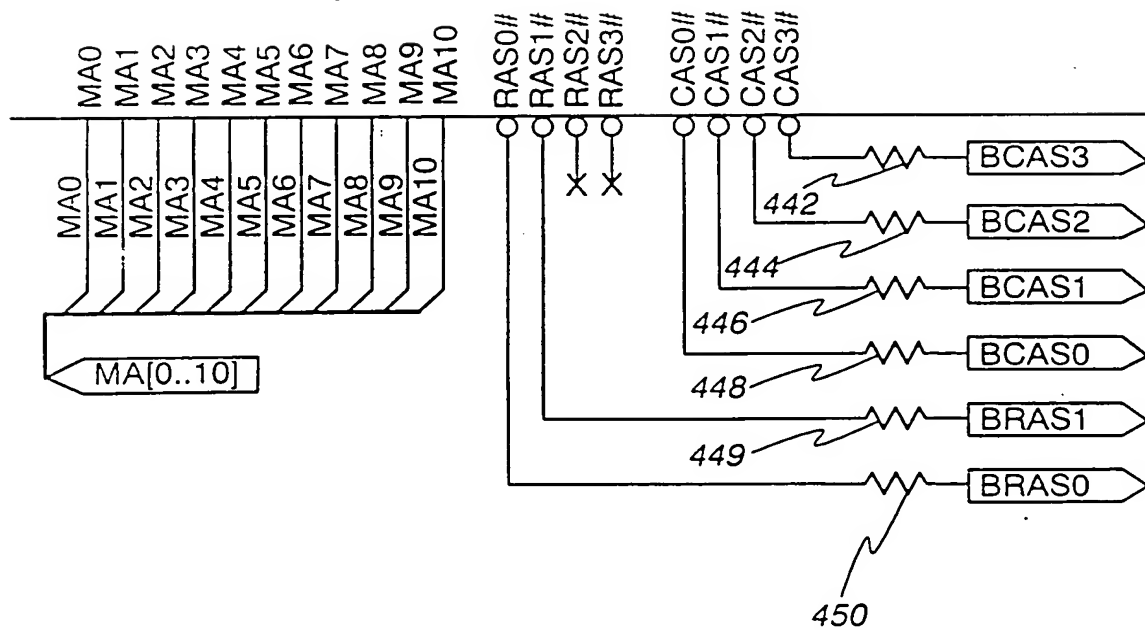 MA0
MA1
MA2
MA3
MA4
MA5
MA6
MA7
MA8
MA9
MA10
RAS0#
RAS1#
RAS2#
RAS3#
CAS0#
CAS1#
CAS2#
CAS3#
MA0
MA1
MA2
MA3
MA4
MA5
MA6
MA7
MA8
MA9
MA10
MA[0..10]
BCAS3
442
BCAS2
444
BCAS1
446
BCAS0
448
BRAS1
449
BRAS0
450